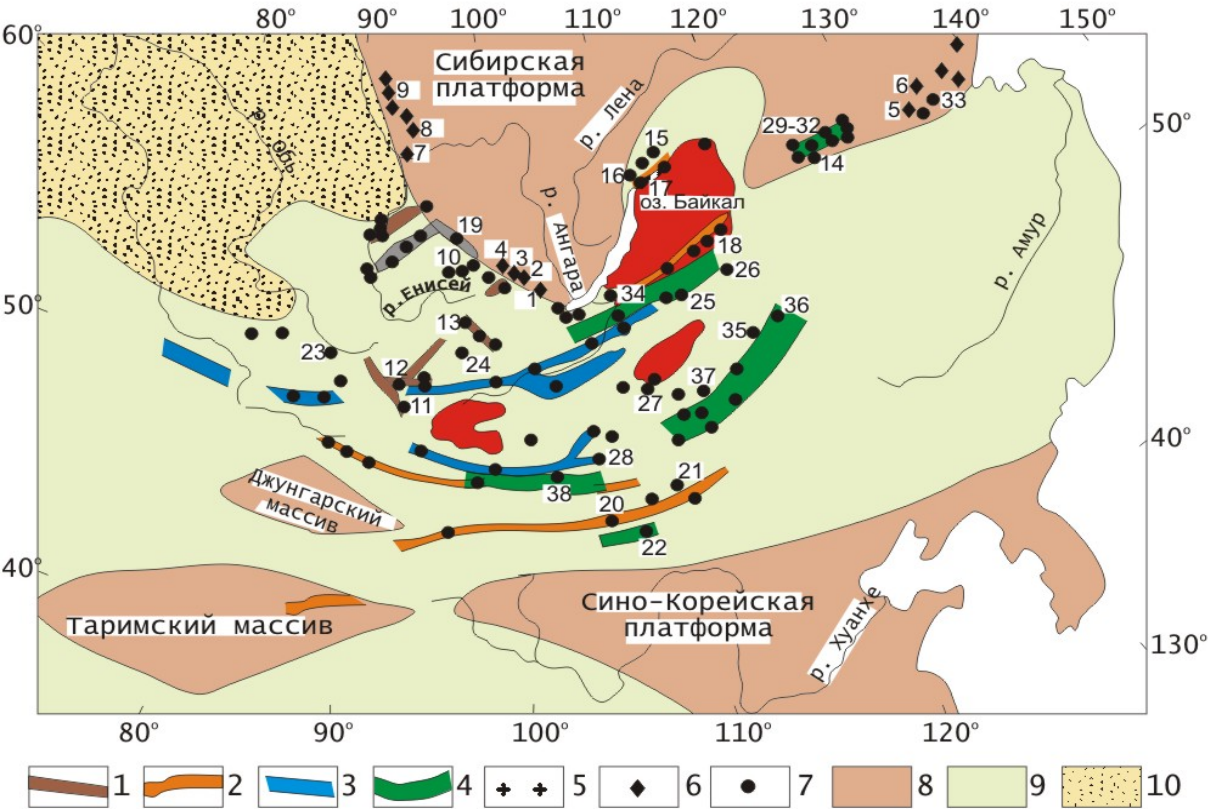 80° 90° 100° 110° 120° 130° 140° 150°
60°
Сибирская
платформа
9
8
7
р. Обь
р. Лена
6
5
33
29-32
14
50°
15
16
17
оз. Байкал
р. Ангара
р. Амур
19
10
4
3
2
1
18
26
р. Енисей
50°
34
25
36
13
35
23
12
24
11
37
27
40°
28
38
21
20
22
Джунгарский
массив
40°
Таримский массив
Сино-Корейская
платформа
р. Хуанхе
130°
80° 90° 100° 110° 120°
1 2 3 4 5 6 7 8 9 10